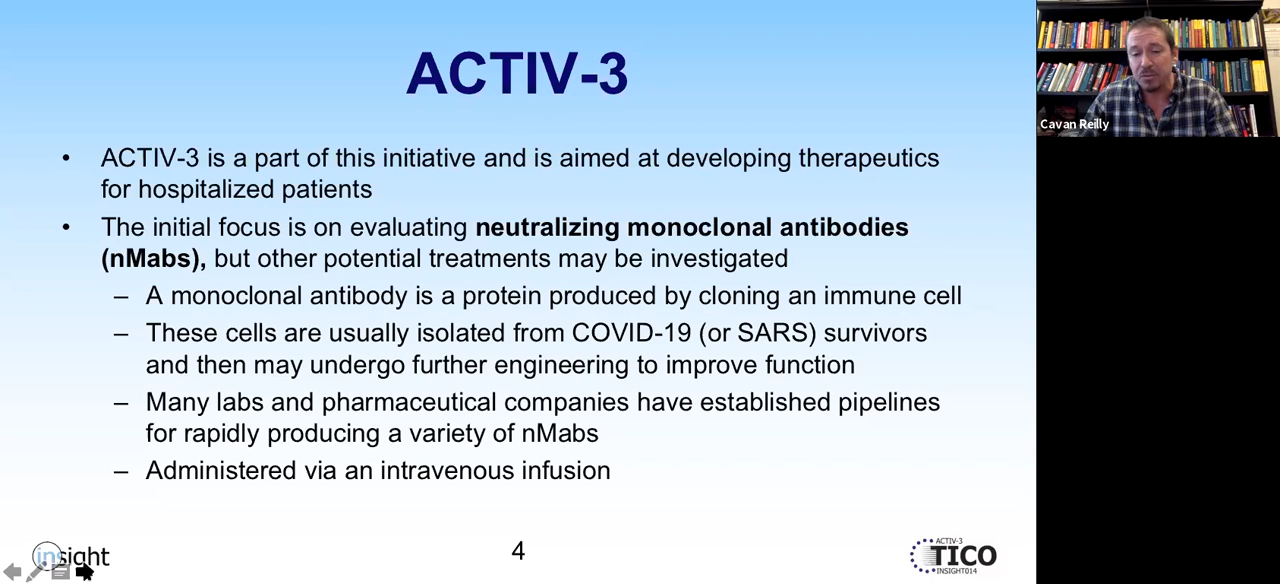 ACTIV-3
• ACTIV-3 is a part of this initiative and is aimed at developing therapeutics
for hospitalized patients
• The initial focus is on evaluating neutralizing monoclonal antibodies
(nMabs), but other potential treatments may be investigated
– A monoclonal antibody is a protein produced by cloning an immune cell
– These cells are usually isolated from COVID-19 (or SARS) survivors
and then may undergo further engineering to improve function
– Many labs and pharmaceutical companies have established pipelines
for rapidly producing a variety of nMabs
– Administered via an intravenous infusion
insight
4
ACTIV-3
TICO
INSIGHT014
Cavan Reilly